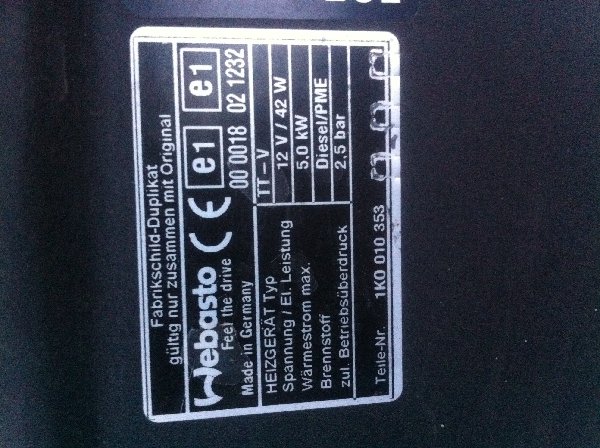 Fabrikschild-Duplikat
gültig nur zusammen mit Original
Webasto CE e1 e1
Feel the drive 00 0018 02 1232
Made in Germany
HEIZGERÄT Typ TT-V
Spannung / El. Leistung 12 V / 42 W
Wärmestrom max. 5,0 kW
Brennstoff Diesel/PME
zul. Betriebsüberdruck 2,5 bar
Teile-Nr. 1K0 010 353